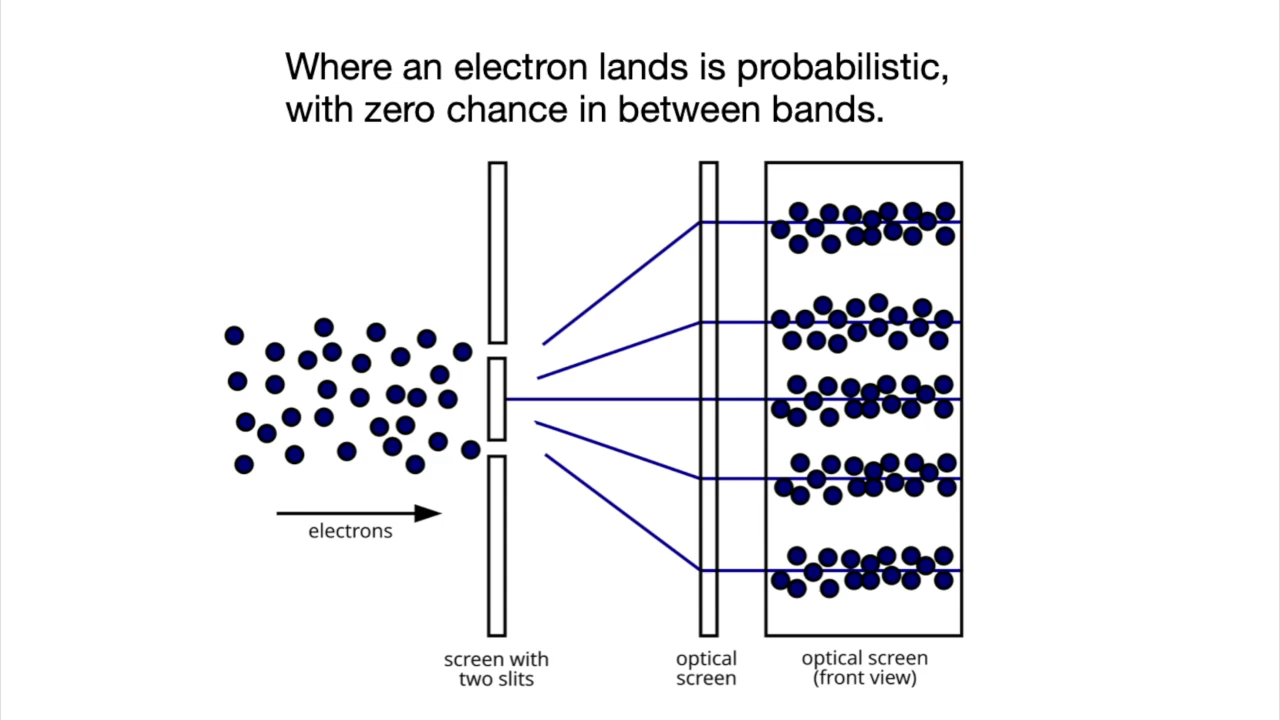 Where an electron lands is probabilistic,
with zero chance in between bands.
electrons
screen with
two slits
optical
screen
optical screen
(front view)